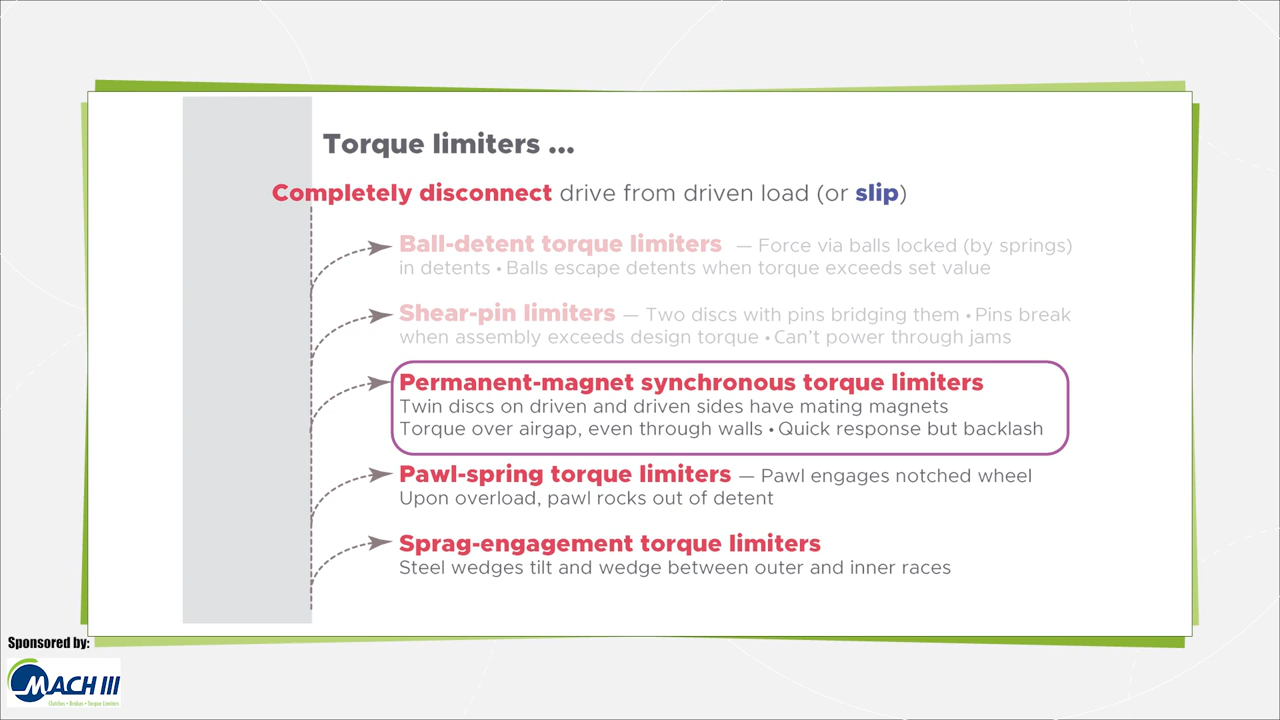 Torque limiters ...
Completely disconnect drive from driven load (or slip)
Ball-detent torque limiters — Force via balls locked (by springs)
in detents • Balls escape detents when torque exceeds set value
Shear-pin limiters — Two discs with pins bridging them • Pins break
when assembly exceeds design torque • Can't power through jams
Permanent-magnet synchronous torque limiters
Twin discs on driven and driven sides have mating magnets
Torque over airgap, even through walls • Quick response but backlash
Pawl-spring torque limiters — Pawl engages notched wheel
Upon overload, pawl rocks out of detent
Sprag-engagement torque limiters
Steel wedges tilt and wedge between outer and inner races
Sponsored by:
MACH III
Clutches • Brakes • Torque Limiters